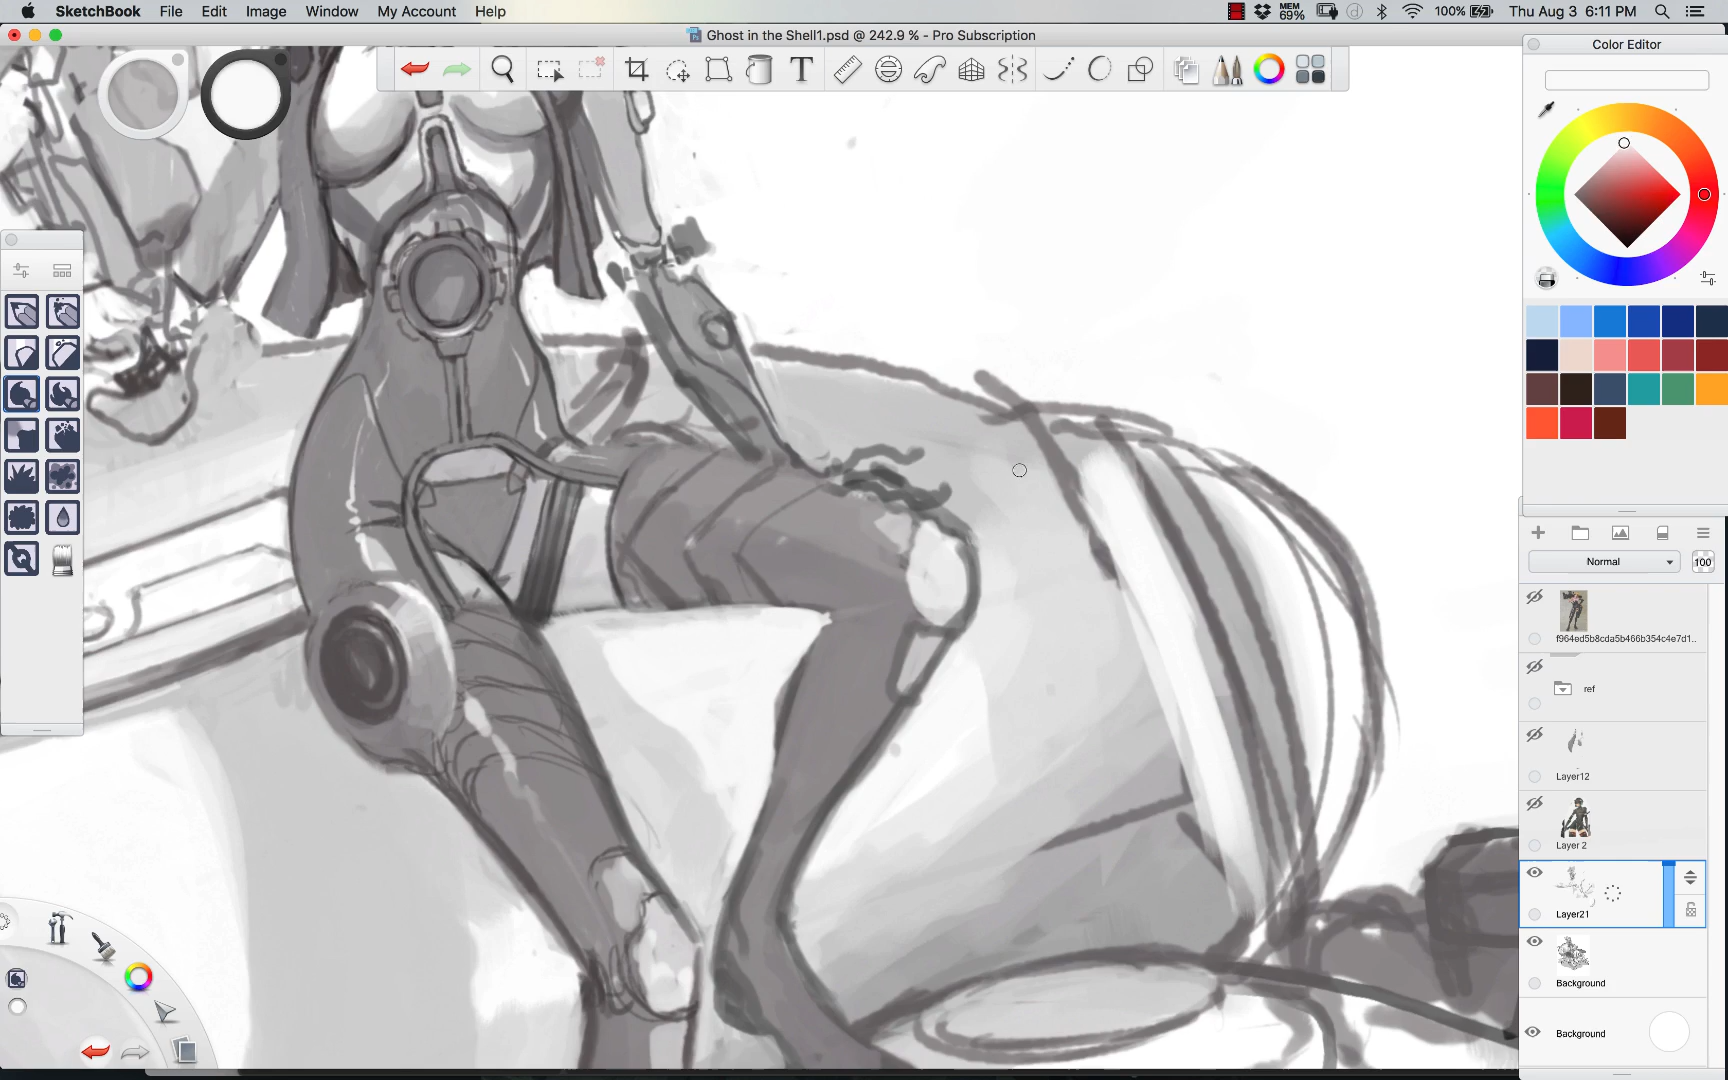 SketchBook File Edit Image Window My Account Help MEM 69% 100% Thu Aug 3 6:11 PM
Ghost in the Shell1.psd @ 242.9 % - Pro Subscription
Color Editor
T
Normal 100
f964ed5b8cda5b466b354c4e7d1...
ref
Layer12
Layer 2
Layer21
Background
Background